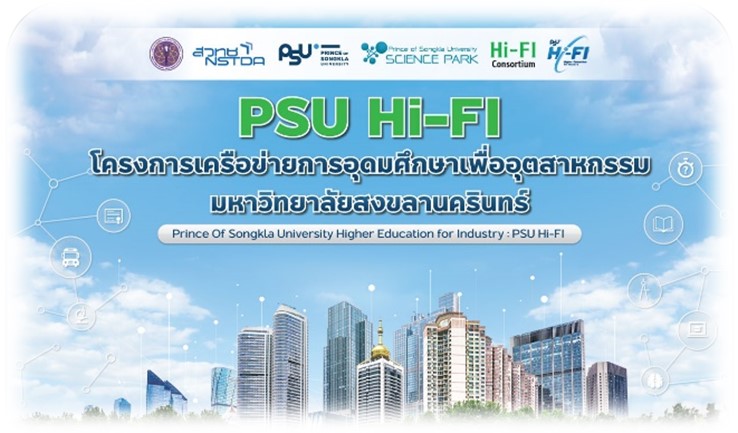 สวทช
NSTDA
PSU
PRINCE OF
SONGKLA
UNIVERSITY
Prince of Songkla University
SCIENCE PARK
Hi-FI
Consortium
PSU
Hi-FI
PSU Hi-FI
โครงการเครือข่ายการอุดมศึกษาเพื่ออุตสาหกรรม
มหาวิทยาลัยสงขลานครินทร์
Prince Of Songkla University Higher Education for Industry : PSU Hi-FI